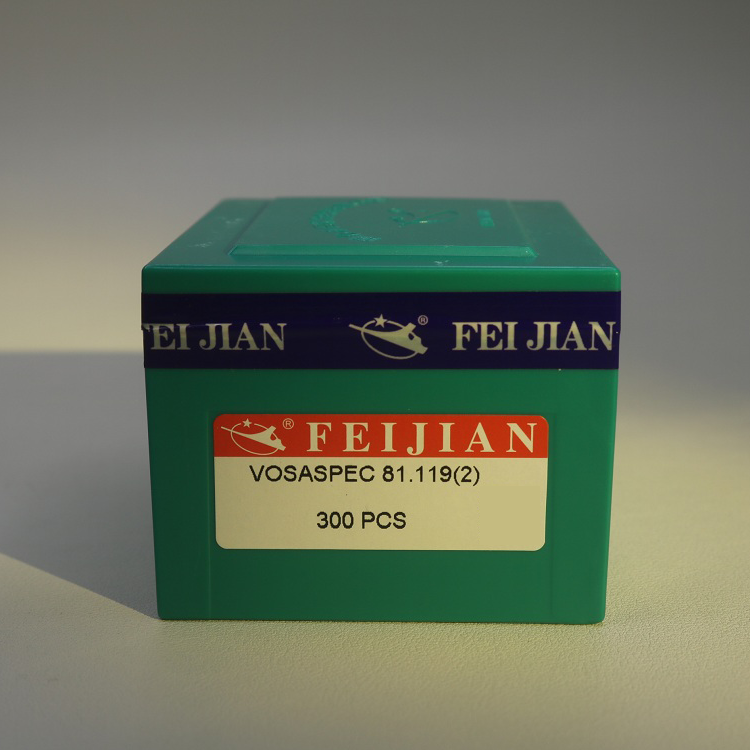 FEI JIAN ® FEI JIAN
® FEIJIAN
VOSASPEC 81.119(2)
300 PCS